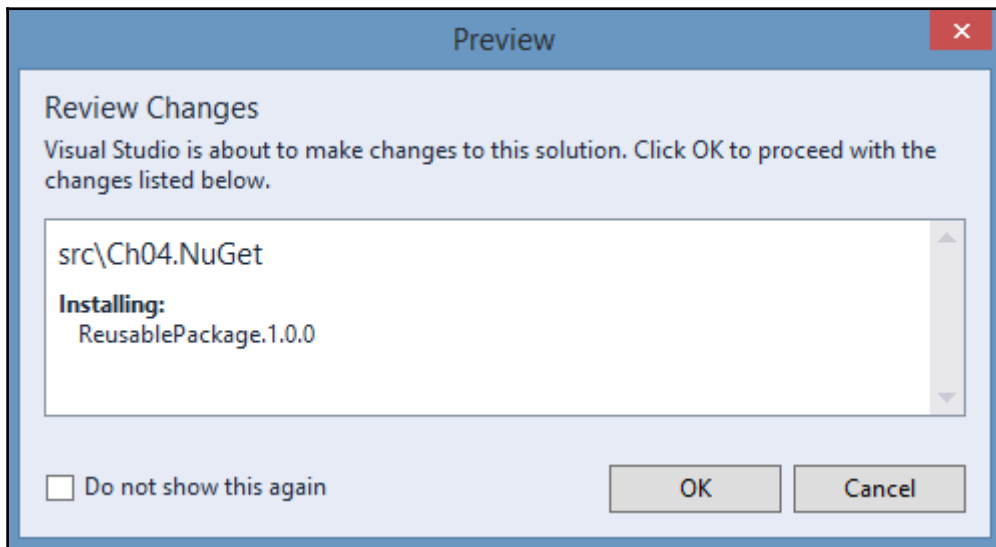 Preview
Review Changes
Visual Studio is about to make changes to this solution. Click OK to proceed with the
changes listed below.
src\Ch04.NuGet
Installing:
ReusablePackage.1.0.0
Do not show this again
OK
Cancel